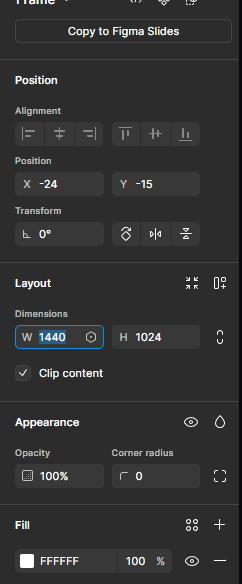 Frame
Copy to Figma Slides
Position
Alignment
Position
X -24 Y -15
Transform
0°
Layout
Dimensions
W 1440 H 1024
Clip content
Appearance
Opacity Corner radius
100% 0
Fill
FFFFFF 100 %